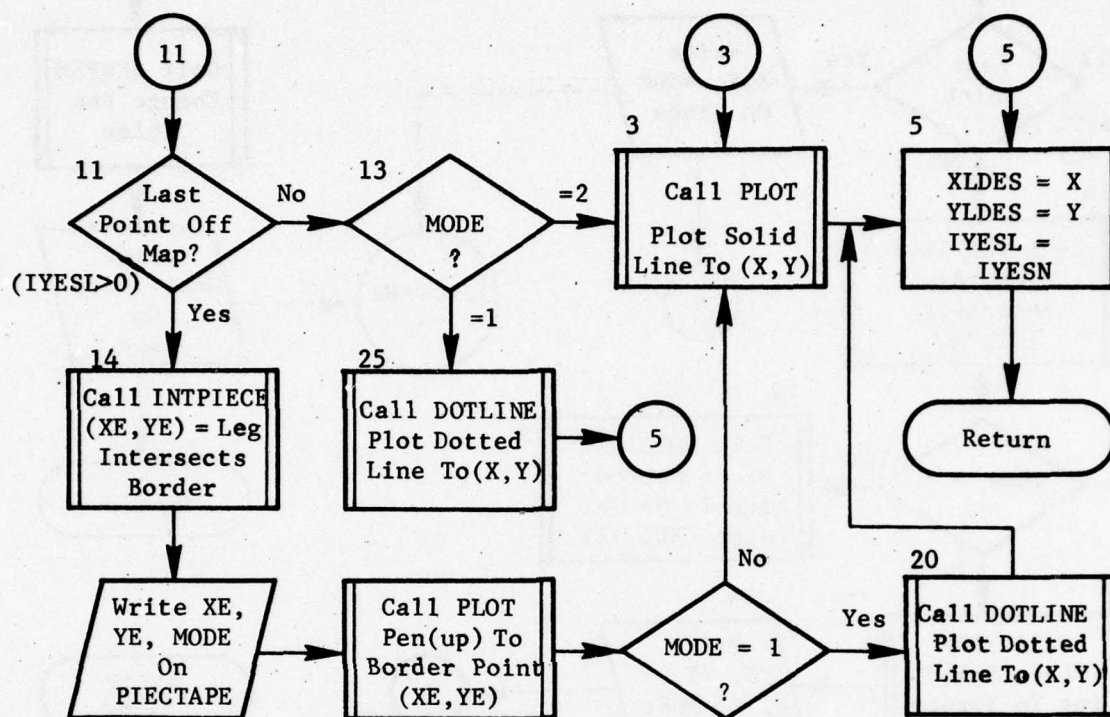 11
3
5
11
Last
Point Off
Map?
(IYESL>0)
No
Yes
13
MODE
?
=2
=1
3
Call PLOT
Plot Solid
Line To (X,Y)
5
XLDES = X
YLDES = Y
IYESL =
IYESN
14
Call INTPIECE
(XE,YE) = Leg
Intersects
Border
25
Call DOTLINE
Plot Dotted
Line To(X,Y)
5
Return
Write XE,
YE, MODE
On
PIECTAPE
Call PLOT
Pen(up) To
Border Point
(XE,YE)
No
MODE = 1
?
Yes
20
Call DOTLINE
Plot Dotted
Line To(X,Y)